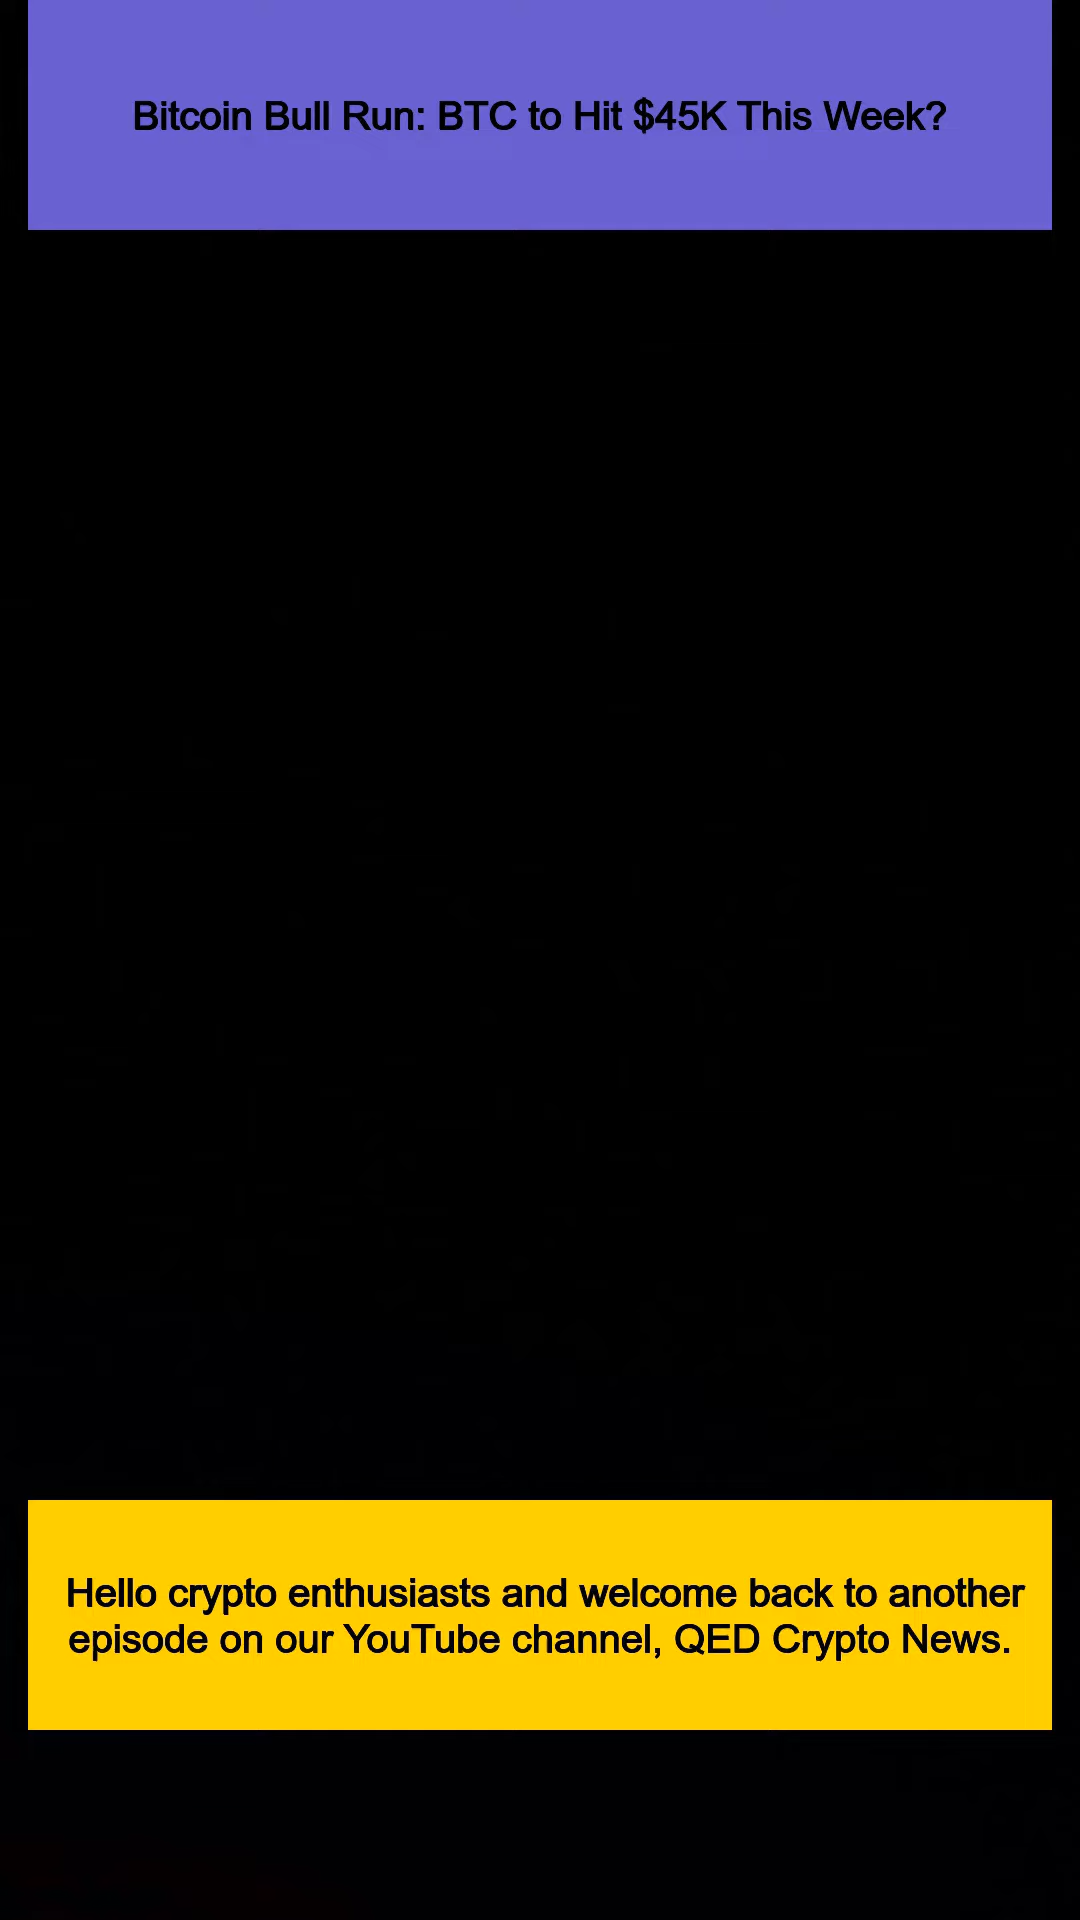 Bitcoin Bull Run: BTC to Hit $45K This Week?
Hello crypto enthusiasts and welcome back to another
episode on our YouTube channel, QED Crypto News.